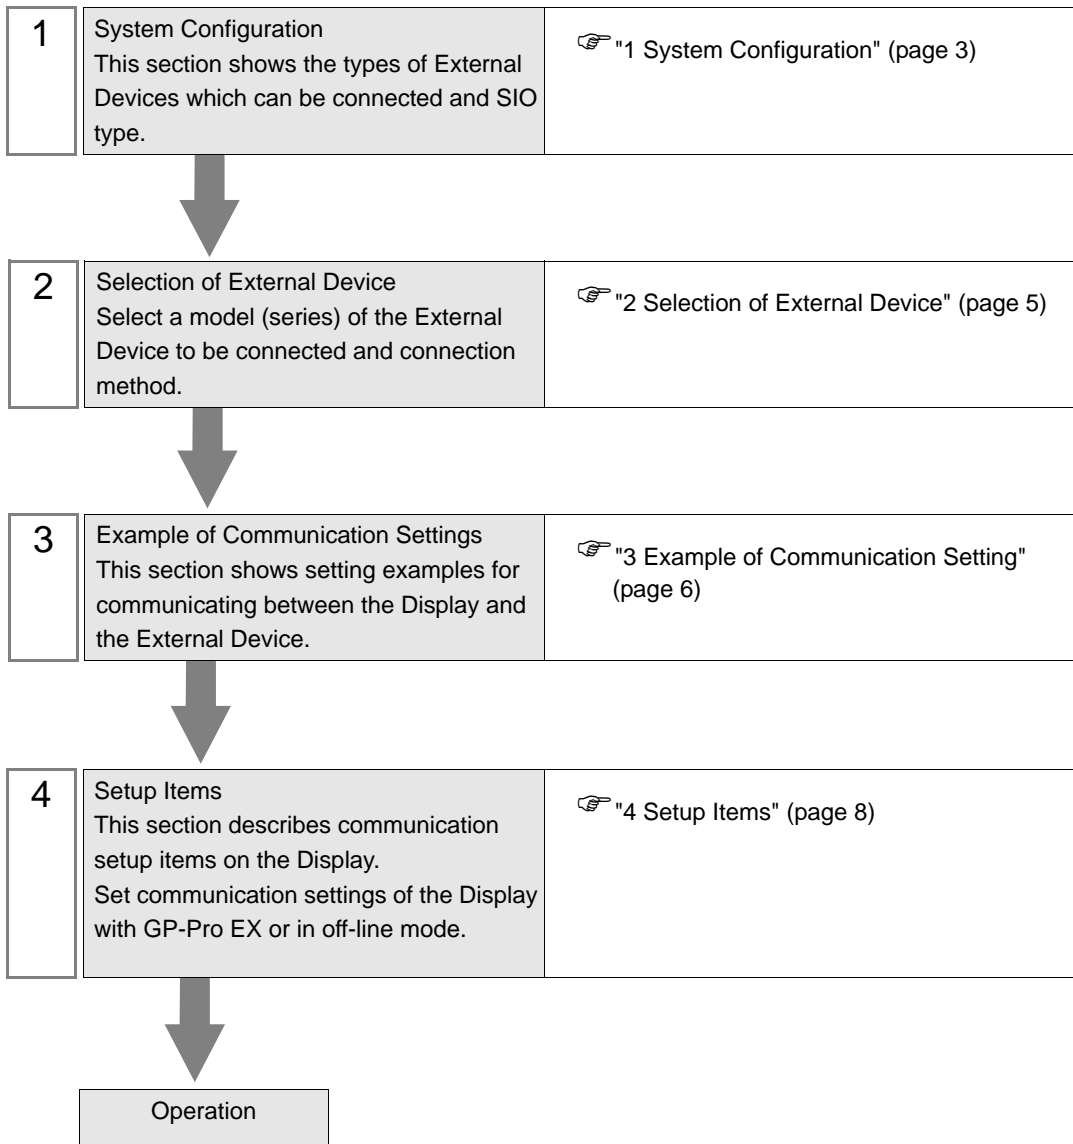 1
System Configuration
This section shows the types of External
Devices which can be connected and SIO
type.
"1 System Configuration" (page 3)
2
Selection of External Device
Select a model (series) of the External
Device to be connected and connection
method.
"2 Selection of External Device" (page 5)
3
Example of Communication Settings
This section shows setting examples for
communicating between the Display and
the External Device.
"3 Example of Communication Setting"
(page 6)
4
Setup Items
This section describes communication
setup items on the Display.
Set communication settings of the Display
with GP-Pro EX or in off-line mode.
"4 Setup Items" (page 8)
Operation